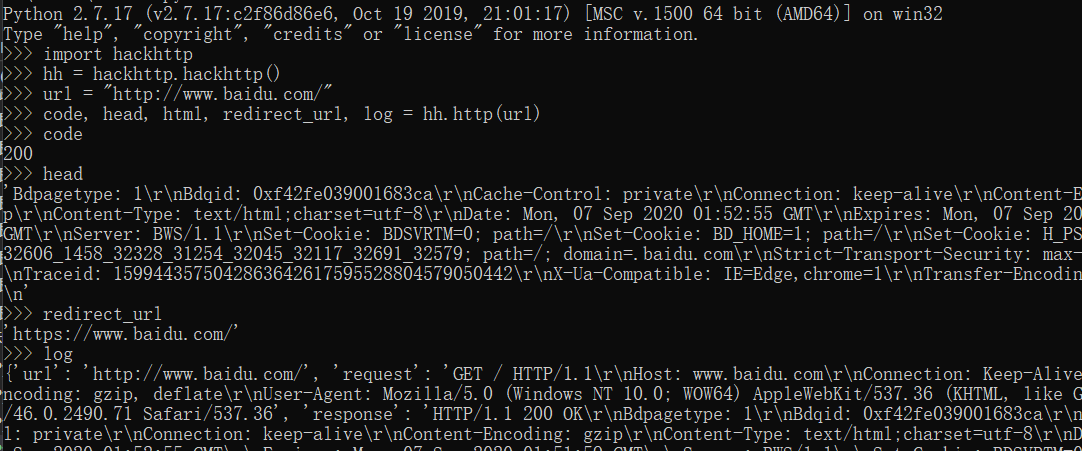 Python 2.7.17 (v2.7.17:c2f86d86e6, Oct 19 2019, 21:01:17) [MSC v.1500 64 bit (AMD64)] on win32
Type "help", "copyright", "credits" or "license" for more information.
>>> import hackhttp
>>> hh = hackhttp.hackhttp()
>>> url = "http://www.baidu.com/"
>>> code, head, html, redirect_url, log = hh.http(url)
>>> code
200
>>> head
'Bdpagetype: 1\r\nBdqid: 0xf42fe039001683ca\r\nCache-Control: private\r\nConnection: keep-alive\r\nContent-E
p\r\nContent-Type: text/html;charset=utf-8\r\nDate: Mon, 07 Sep 2020 01:52:55 GMT\r\nExpires: Mon, 07 Sep 20
GMT\r\nServer: BWS/1.1\r\nSet-Cookie: BDSVRTM=0; path=/\r\nSet-Cookie: BD_HOME=1; path=/\r\nSet-Cookie: H_PS
32606_1458_32328_31254_32045_32117_32691_32579; path=/; domain=.baidu.com\r\nStrict-Transport-Security: max-
\nTraceid: 1599443575042863642617595528804579050442\r\nX-Ua-Compatible: IE=Edge,chrome=1\r\nTransfer-Encodin
\n'
>>> redirect_url
'https://www.baidu.com/'
>>> log
{'url': 'http://www.baidu.com/', 'request': 'GET / HTTP/1.1\r\nHost: www.baidu.com\r\nConnection: Keep-Alive
ncoding: gzip, deflate\r\nUser-Agent: Mozilla/5.0 (Windows NT 10.0; WOW64) AppleWebKit/537.36 (KHTML, like G
/46.0.2490.71 Safari/537.36', 'response': 'HTTP/1.1 200 OK\r\nBdpagetype: 1\r\nBdqid: 0xf42fe039001683ca\r\n
l: private\r\nConnection: keep-alive\r\nContent-Encoding: gzip\r\nContent-Type: text/html;charset=utf-8\r\nD